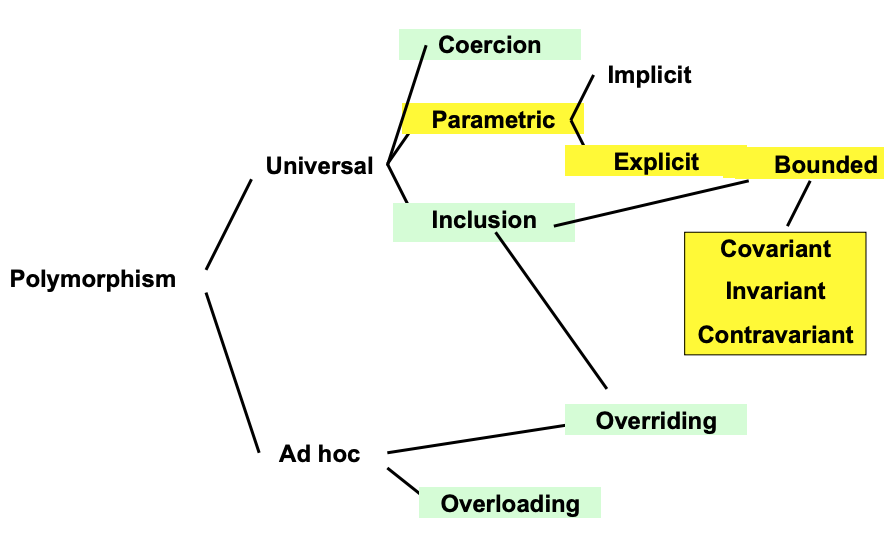 Coercion
Implicit
Parametric
Universal
Explicit
Bounded
Inclusion
Covariant
Polymorphism
Invariant
Contravariant
Overriding
Ad hoc
Overloading